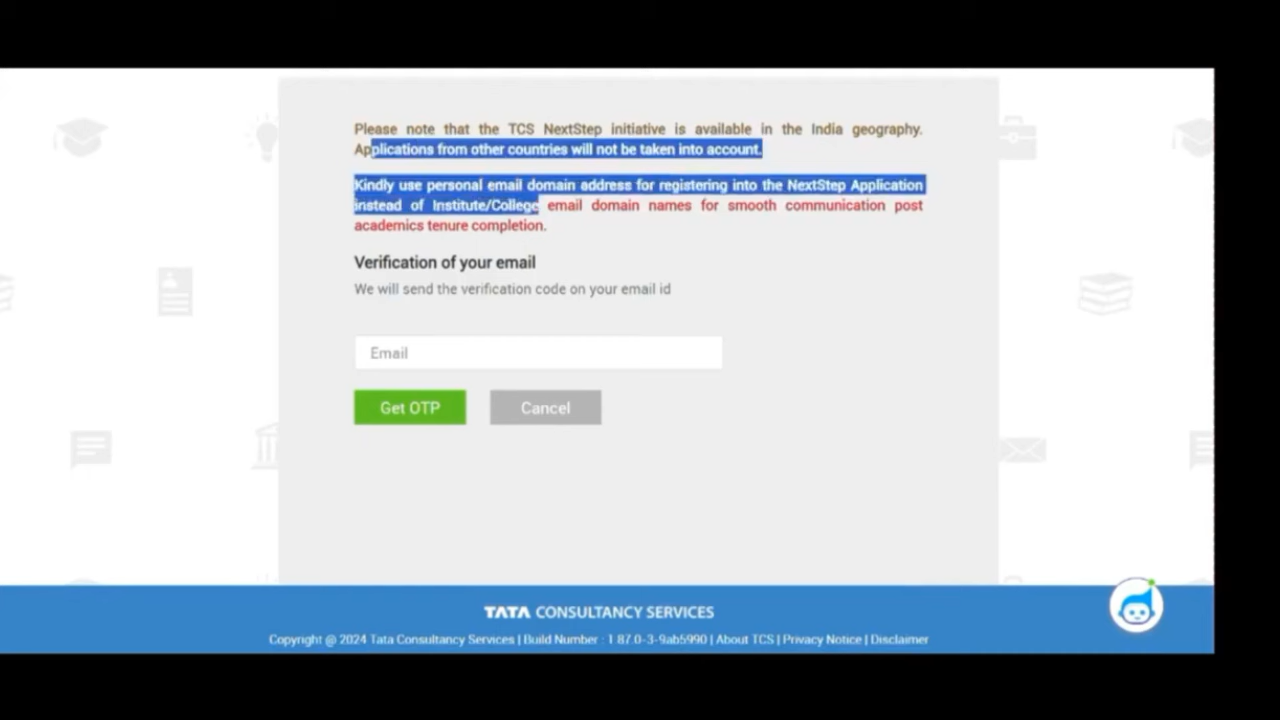 Please note that the TCS NextStep initiative is available in the India geography.
Applications from other countries will not be taken into account.
Kindly use personal email domain address for registering into the NextStep Application
instead of Institute/College email domain names for smooth communication post
academics tenure completion.
Verification of your email
We will send the verification code on your email id
Email
Get OTP Cancel
TATA CONSULTANCY SERVICES
Copyright @ 2024 Tata Consultancy Services | Build Number : 1 87.0-3-9ab5990 | About TCS | Privacy Notice | Disclaimer